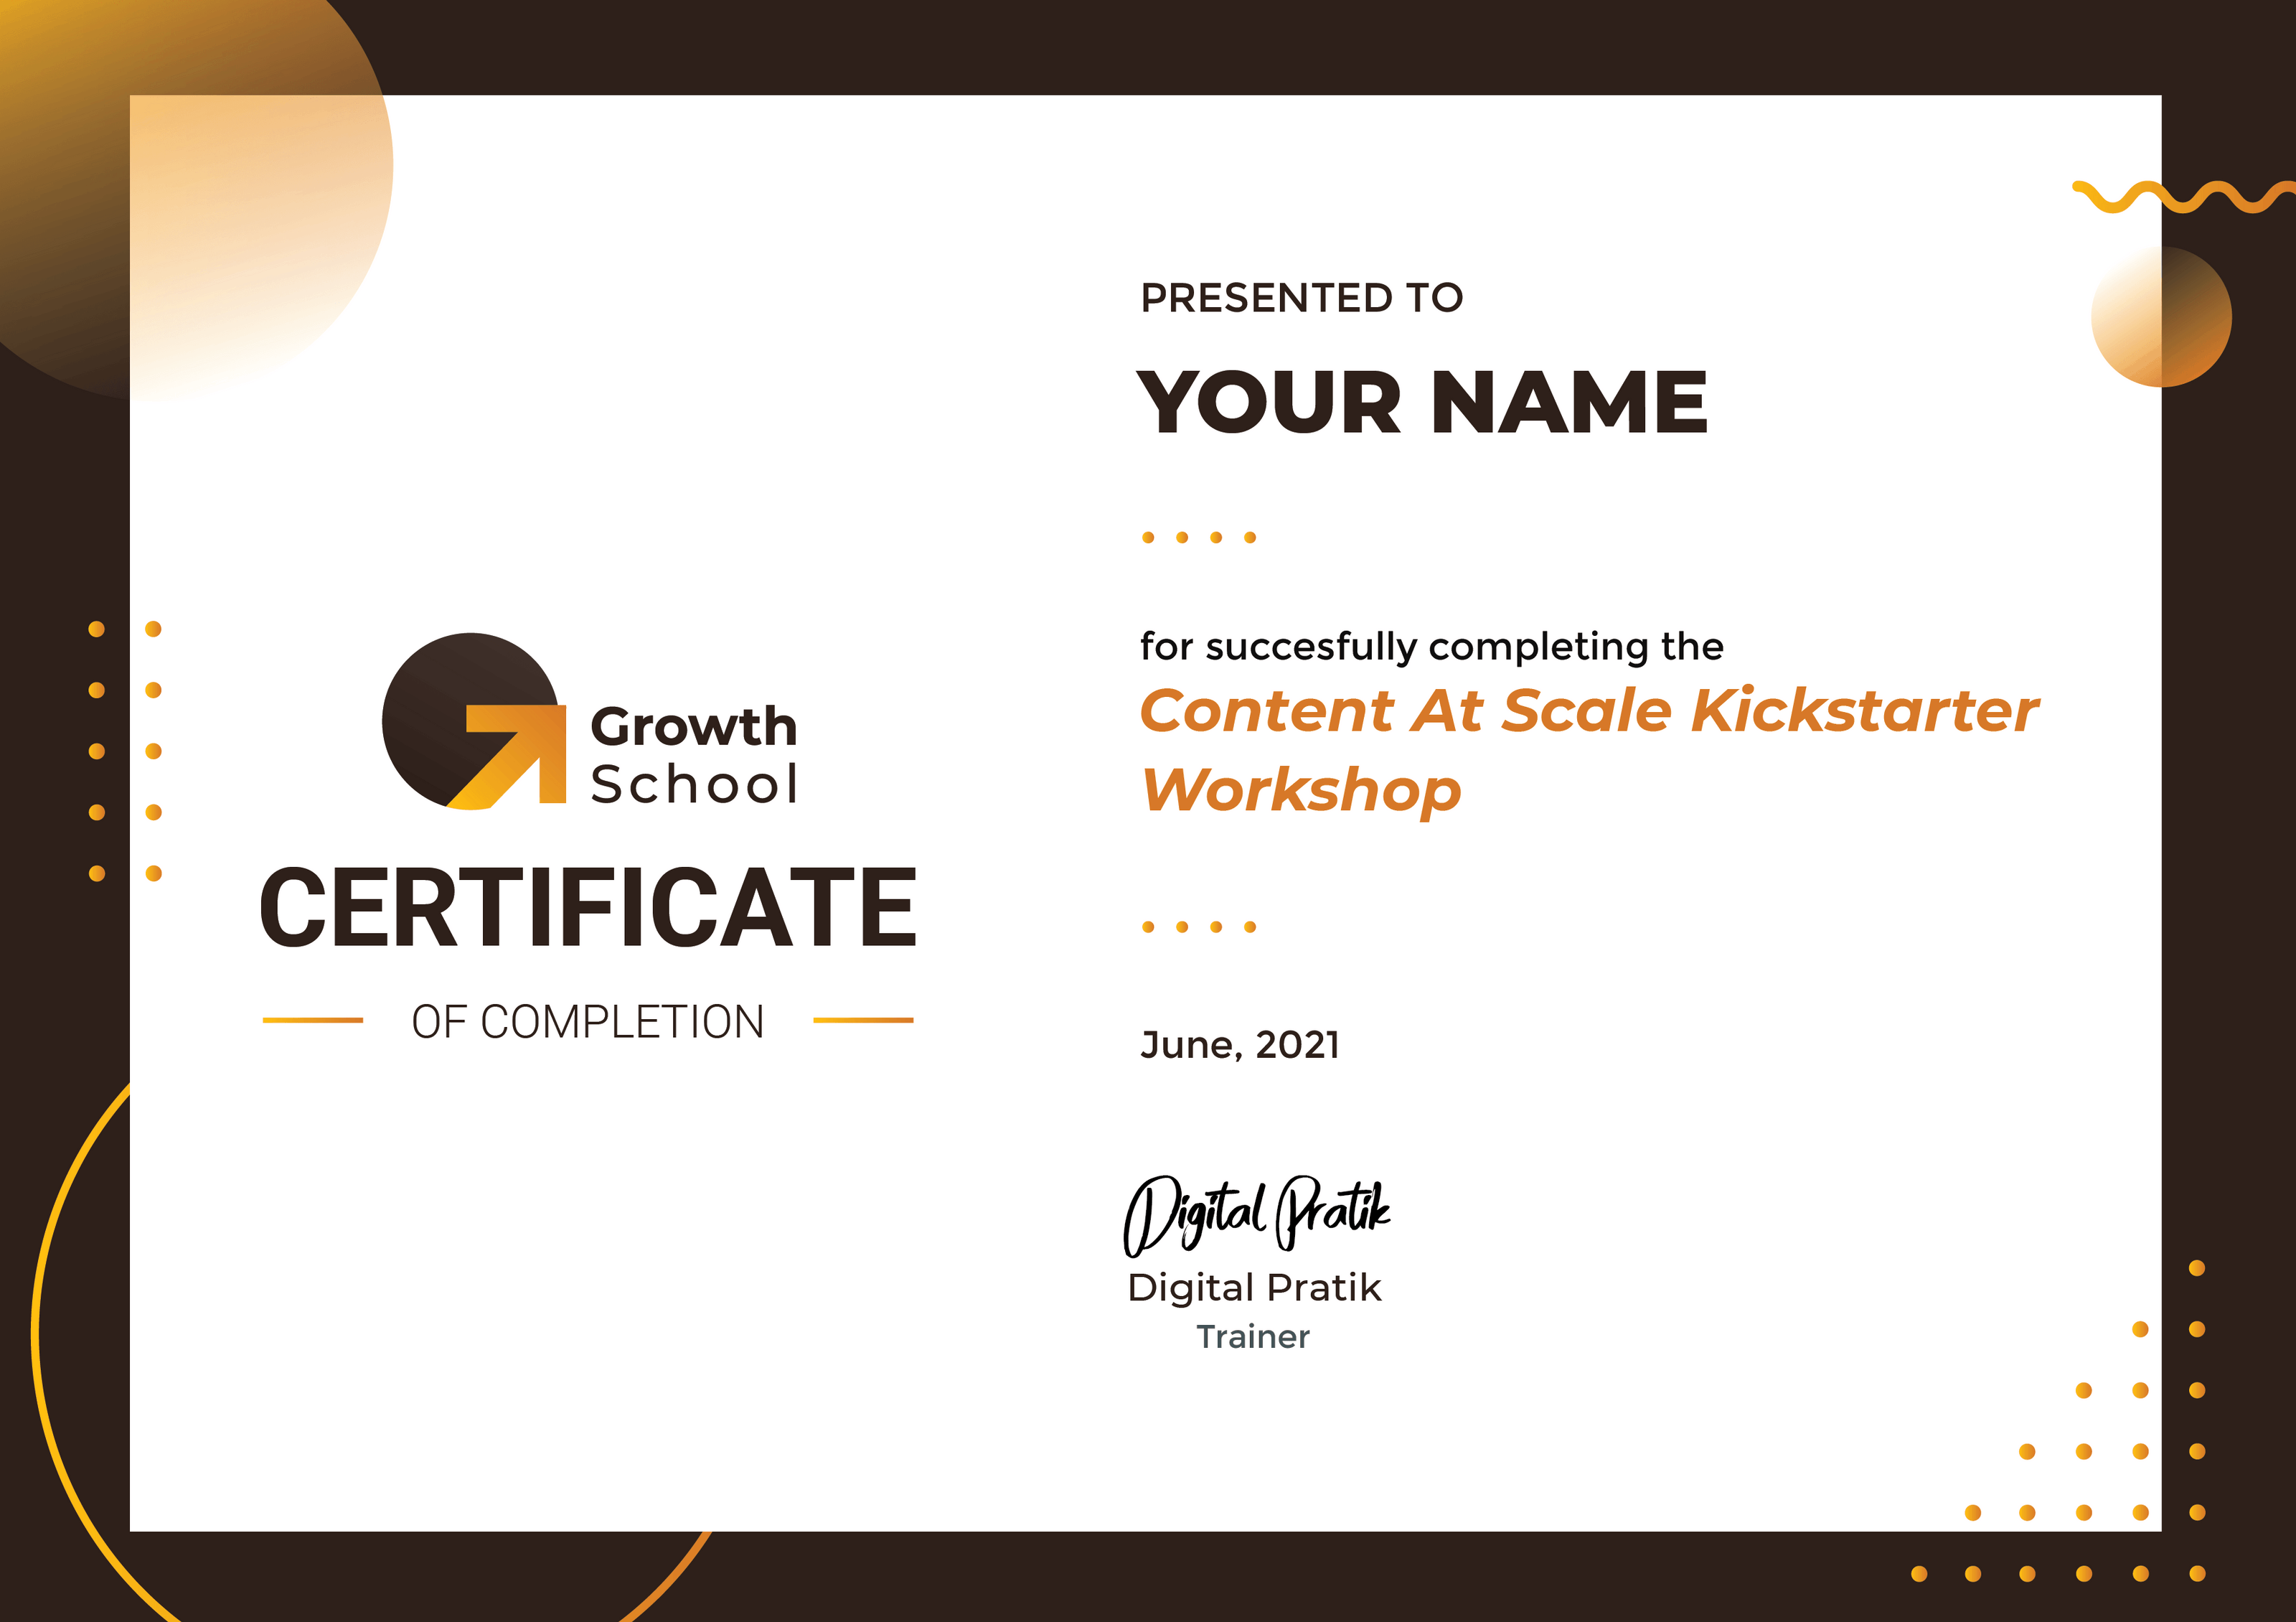 Growth
School
CERTIFICATE
OF COMPLETION
PRESENTED TO
YOUR NAME
for succesfully completing the
Content At Scale Kickstarter
Workshop
June, 2021
Digital Pratik
Digital Pratik
Trainer